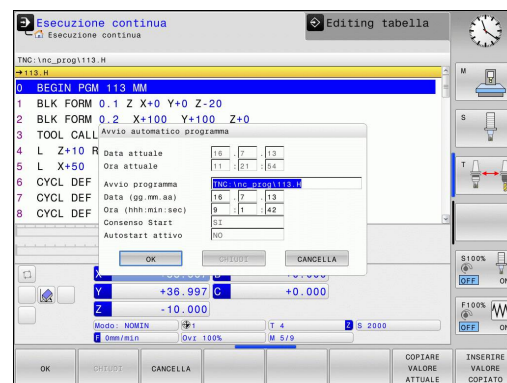 Esecuzione continua
Esecuzione continua
Editing tabella
TNC:\nc_prog\113.H
→113.H
0 BEGIN PGM 113 MM
1 BLK FORM 0.1 Z X+0 Y+0 Z-20
2 BLK FORM 0.2 X+100 Y+100 Z+0
3 TOOL CALL
4 L Z+10 R
5 L X+50
6 CYCL DEF
7 CYCL DEF
8 CYCL DEF
Avvio automatico programma
Data attuale 16 .7 .13
Ora attuale 11 :21 :54
Avvio programma TNC:\nc_prog\113.H
Data (gg.mm.aa) 16 .7 .13
Ora (hhh:min:sec) 9 :1 :42
Consenso Start SI
Autostart attivo NO
OK CHIUDI CANCELLA
X
Y +36.997 C +0.000
Z -10.000
Modo: NOMIN 1 T 4 Z S 2000
F 0mm/min Ovr 100% M 5/9
M
S
T
S100%
OFF ON
F100%
OFF ON
OK CHIUDI CANCELLA COPIARE VALORE ATTUALE INSERIRE VALORE COPIATO